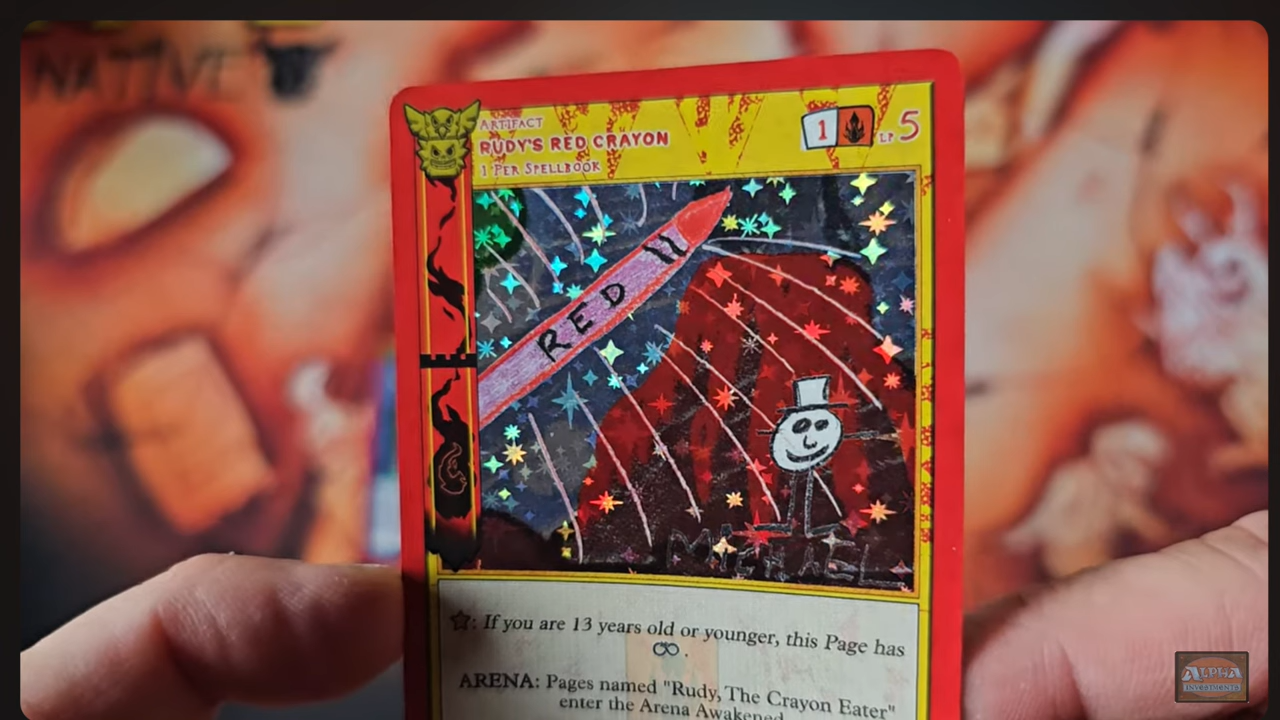 NATIVE
ARTIFACT
RUDY'S RED CRAYON
1 PER SPELLBOOK
1
LP 5
RED
MICHAEL
: If you are 13 years old or younger, this Page has
.
ARENA: Pages named "Rudy, The Crayon Eater"
enter the Arena Awakened.
ALPHA
INVESTMENTS